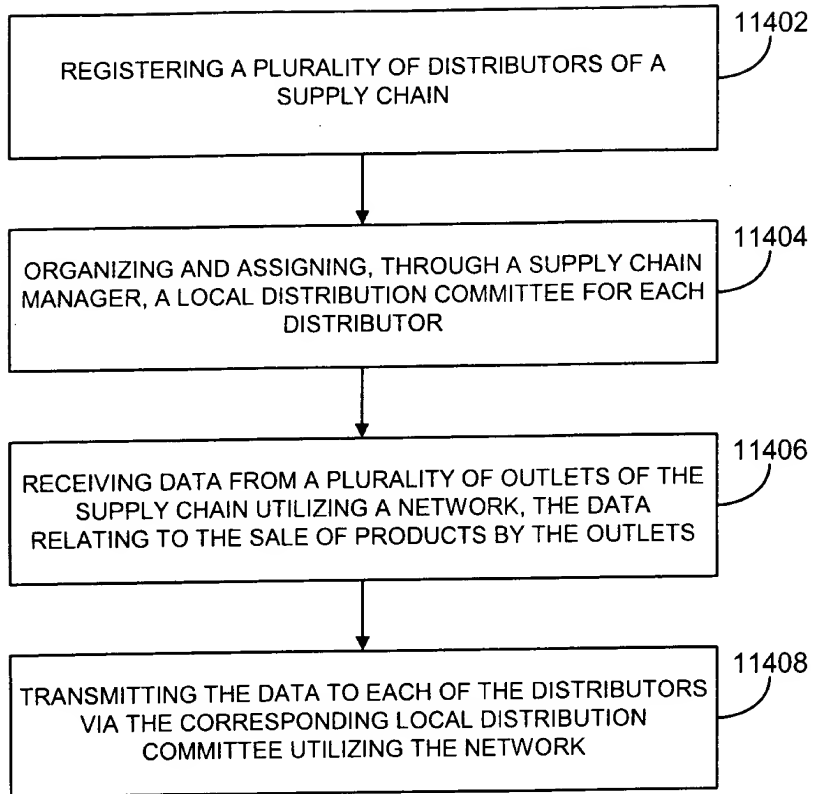 11402
REGISTERING A PLURALITY OF DISTRIBUTORS OF A
SUPPLY CHAIN
11404
ORGANIZING AND ASSIGNING, THROUGH A SUPPLY CHAIN
MANAGER, A LOCAL DISTRIBUTION COMMITTEE FOR EACH
DISTRIBUTOR
11406
RECEIVING DATA FROM A PLURALITY OF OUTLETS OF THE
SUPPLY CHAIN UTILIZING A NETWORK, THE DATA
RELATING TO THE SALE OF PRODUCTS BY THE OUTLETS
11408
TRANSMITTING THE DATA TO EACH OF THE DISTRIBUTORS
VIA THE CORRESPONDING LOCAL DISTRIBUTION
COMMITTEE UTILIZING THE NETWORK